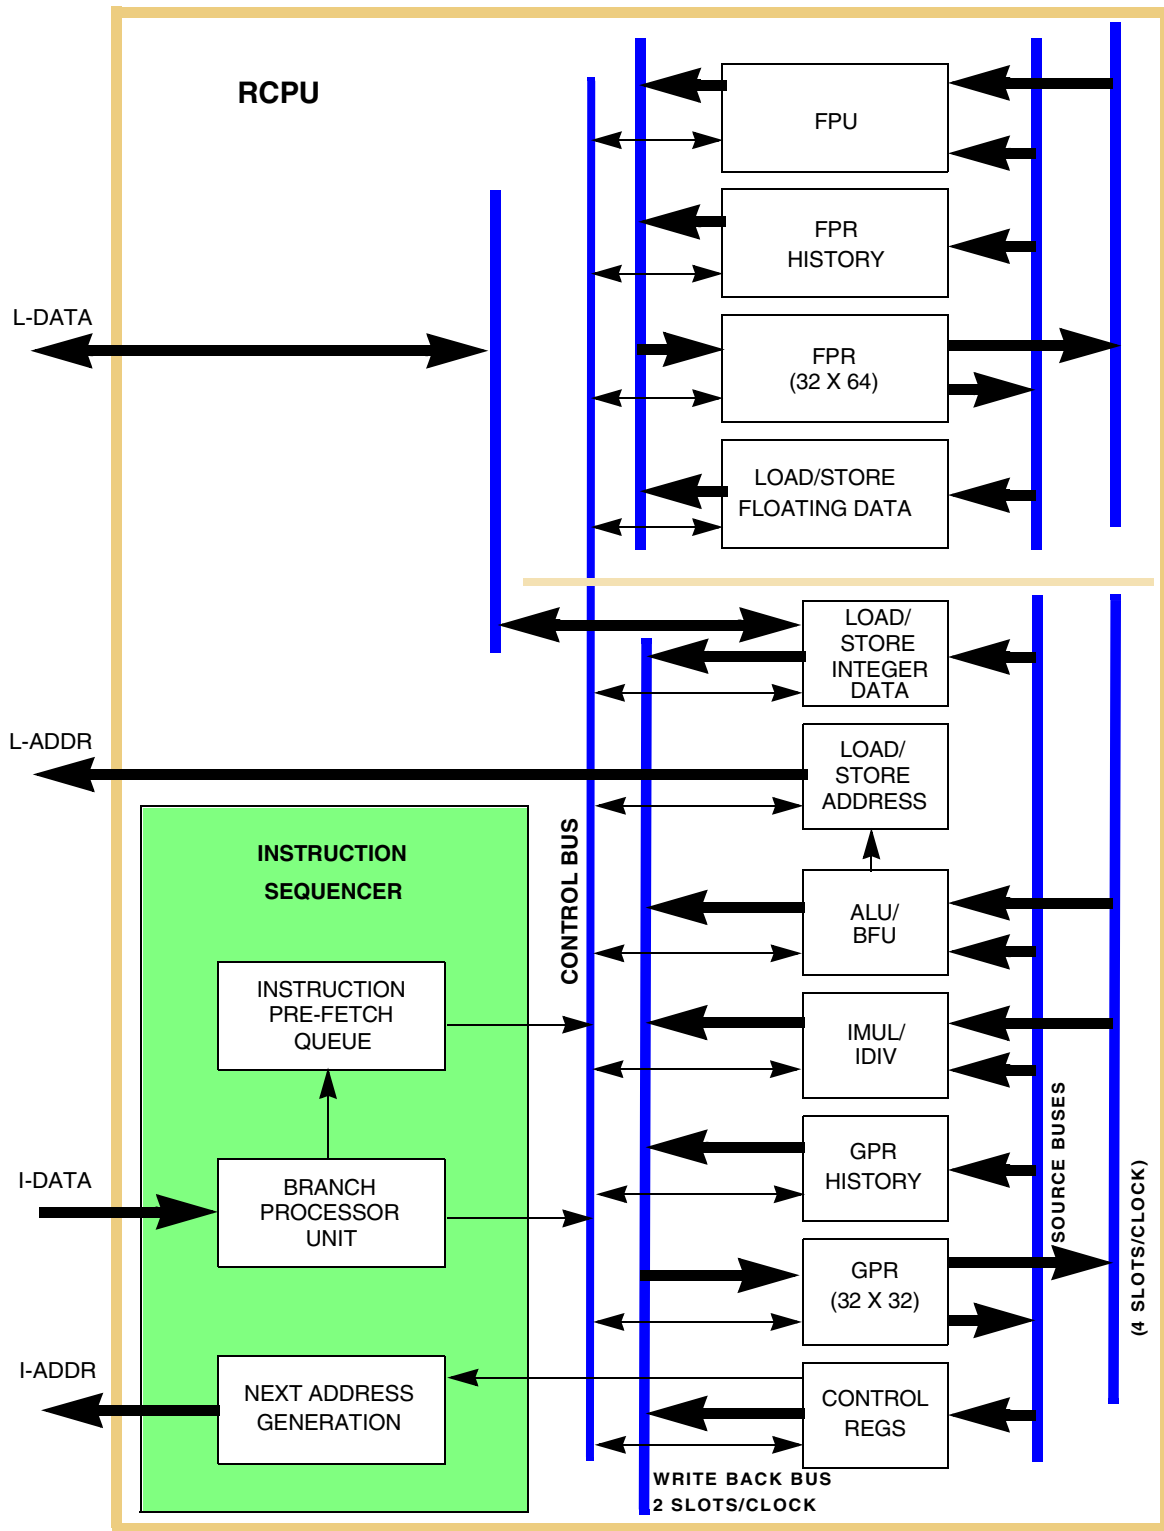 RCPU
FPU
FPR
HISTORY
L-DATA
FPR
(32 X 64)
LOAD/STORE
FLOATING DATA
LOAD/
STORE
INTEGER
DATA
L-ADDR
LOAD/
STORE
ADDRESS
INSTRUCTION
SEQUENCER
CONTROL BUS
ALU/
BFU
INSTRUCTION
PRE-FETCH
QUEUE
IMUL/
IDIV
SOURCE BUSES
(4 SLOTS/CLOCK)
GPR
HISTORY
I-DATA
BRANCH
PROCESSOR
UNIT
GPR
(32 X 32)
I-ADDR
NEXT ADDRESS
GENERATION
CONTROL
REGS
WRITE BACK BUS
2 SLOTS/CLOCK